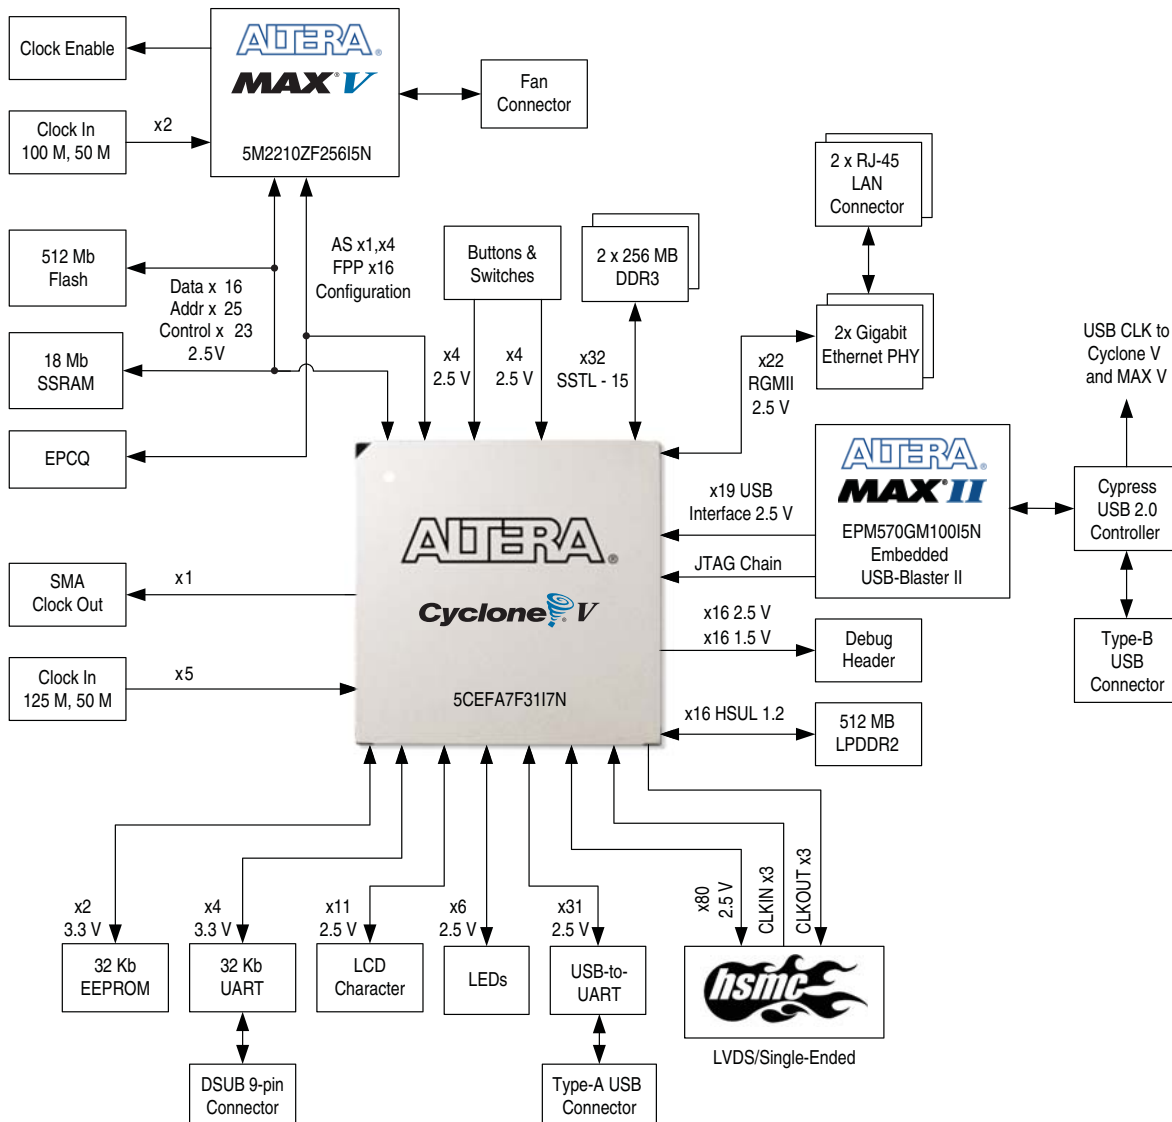 Clock Enable
ALTERA®
MAX® V
5M2210ZF256I5N
Fan
Connector
Clock In
100 M, 50 M
x2
2 x RJ-45
LAN
Connector
512 Mb
Flash
Data x 16
Addr x 25
Control x 23
2.5V
AS x1,x4
FPP x16
Configuration
Buttons &
Switches
2 x 256 MB
DDR3
18 Mb
SSRAM
x4
2.5 V
x4
2.5 V
x32
SSTL - 15
x22
RGMII
2.5 V
2x Gigabit
Ethernet PHY
USB CLK to
Cyclone V
and MAX V
EPCQ
ALTERA®
MAX® II
EPM570GM100I5N
Embedded
USB-Blaster II
Cypress
USB 2.0
Controller
x19 USB
Interface 2.5 V
JTAG Chain
ALTERA®
Cyclone® V
5CEFA7F31I7N
SMA
Clock Out
x1
x16 2.5 V
x16 1.5 V
Debug
Header
Type-B
USB
Connector
Clock In
125 M, 50 M
x5
x16 HSUL 1.2
512 MB
LPDDR2
x2
3.3 V
x4
3.3 V
x11
2.5 V
x6
2.5 V
x31
2.5 V
x80
2.5 V
CLKIN x3
CLKOUT x3
32 Kb
EEPROM
32 Kb
UART
LCD
Character
LEDs
USB-to-
UART
hsmc
LVDS/Single-Ended
DSUB 9-pin
Connector
Type-A USB
Connector